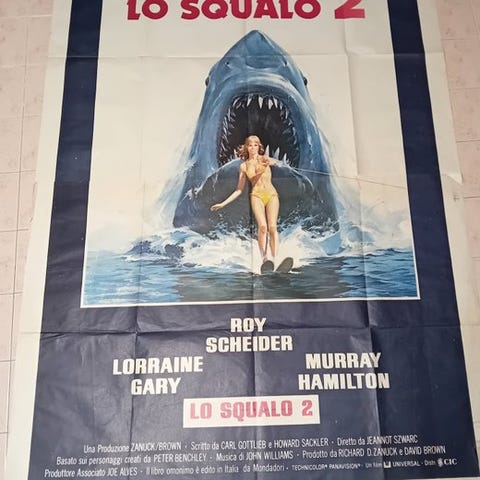 LO SQUALO 2
ROY
SCHEIDER
LORRAINE
GARY
MURRAY
HAMILTON
LO SQUALO 2
Una Produzione ZANUCK/BROWN • Scritto da CARL GOTTLIEB e HOWARD SACKLER • Diretto da JEANNOT SZWARC
Basato sui personaggi creati da PETER BENCHLEY • Musica di JOHN WILLIAMS • Prodotto da RICHARD D. ZANUCK e DAVID BROWN
Produttore Associato JOE ALVES • Il libro omonimo è edito in Italia da Mondadori • TECHNICOLOR® PANAVISION® • Un film UNIVERSAL - Distr. CIC